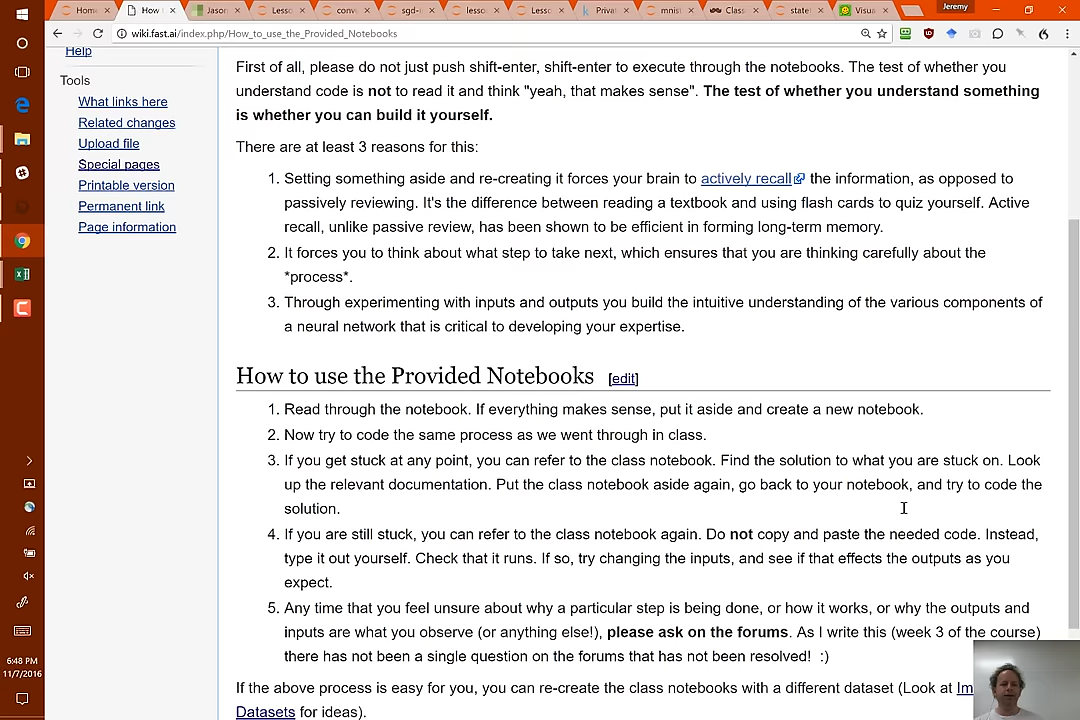 Home
How
Jason
Lesso
conv
sgd-
lesso
Lesso
Privat
mnist
Class
state
Visua
Jeremy
wiki.fast.ai/index.php/How_to_use_the_Provided_Notebooks
Help
Tools
What links here
Related changes
Upload file
Special pages
Printable version
Permanent link
Page information
First of all, please do not just push shift-enter, shift-enter to execute through the notebooks. The test of whether you
understand code is not to read it and think "yeah, that makes sense". The test of whether you understand something
is whether you can build it yourself.
There are at least 3 reasons for this:
1. Setting something aside and re-creating it forces your brain to actively recall the information, as opposed to
passively reviewing. It's the difference between reading a textbook and using flash cards to quiz yourself. Active
recall, unlike passive review, has been shown to be efficient in forming long-term memory.
2. It forces you to think about what step to take next, which ensures that you are thinking carefully about the
*process*.
3. Through experimenting with inputs and outputs you build the intuitive understanding of the various components of
a neural network that is critical to developing your expertise.
How to use the Provided Notebooks [edit]
1. Read through the notebook. If everything makes sense, put it aside and create a new notebook.
2. Now try to code the same process as we went through in class.
3. If you get stuck at any point, you can refer to the class notebook. Find the solution to what you are stuck on. Look
up the relevant documentation. Put the class notebook aside again, go back to your notebook, and try to code the
solution.
4. If you are still stuck, you can refer to the class notebook again. Do not copy and paste the needed code. Instead,
type it out yourself. Check that it runs. If so, try changing the inputs, and see if that effects the outputs as you
expect.
5. Any time that you feel unsure about why a particular step is being done, or how it works, or why the outputs and
inputs are what you observe (or anything else!), please ask on the forums. As I write this (week 3 of the course)
there has not been a single question on the forums that has not been resolved! :)
If the above process is easy for you, you can re-create the class notebooks with a different dataset (Look at Im
Datasets for ideas).
6:48 PM
11/7/2016